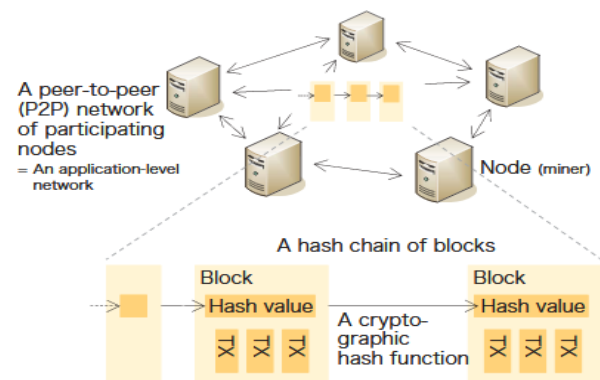 A peer-to-peer
(P2P) network
of participating
nodes
= An application-level
network
Node (miner)
A hash chain of blocks
Block
Hash value
TX TX TX
A crypto-
graphic
hash function
Block
Hash value
TX TX TX